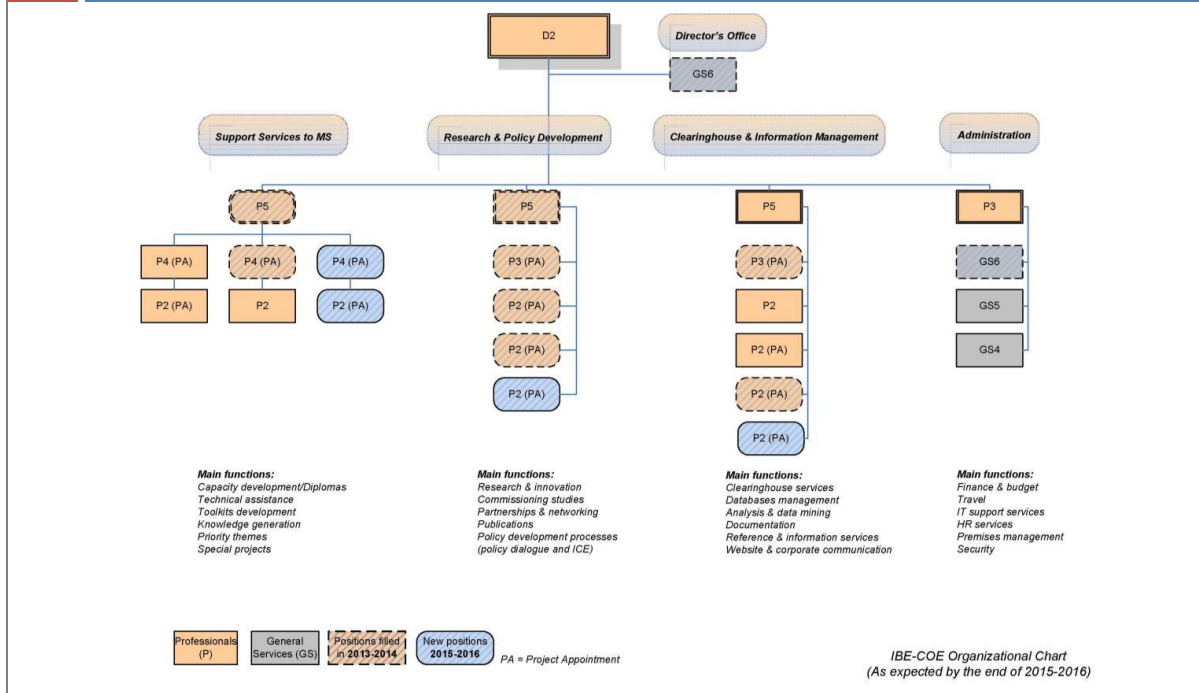 D2
Director's Office
GS6
Support Services to MS
Research & Policy Development
Clearinghouse & Information Management
Administration
P5
P5
P5
P3
P4 (PA)
P4 (PA)
P4 (PA)
P3 (PA)
P3 (PA)
GS6
P2 (PA)
P2
P2 (PA)
P2 (PA)
P2
GS5
P2 (PA)
P2 (PA)
GS4
P2 (PA)
P2 (PA)
P2 (PA)
Main functions:
Capacity development/Diplomas
Technical assistance
Toolkits development
Knowledge generation
Priority themes
Special projects
Main functions:
Research & innovation
Commissioning studies
Partnerships & networking
Publications
Policy development processes
(policy dialogue and ICE)
Main functions:
Clearinghouse services
Databases management
Analysis & data mining
Documentation
Reference & information services
Website & corporate communication
Main functions:
Finance & budget
Travel
IT support services
HR services
Premises management
Security
Professionals
(P)
General
Services (GS)
Positions filled
in 2013-2014
New positions
2015-2016
PA = Project Appointment
IBE-COE Organizational Chart
(As expected by the end of 2015-2016)